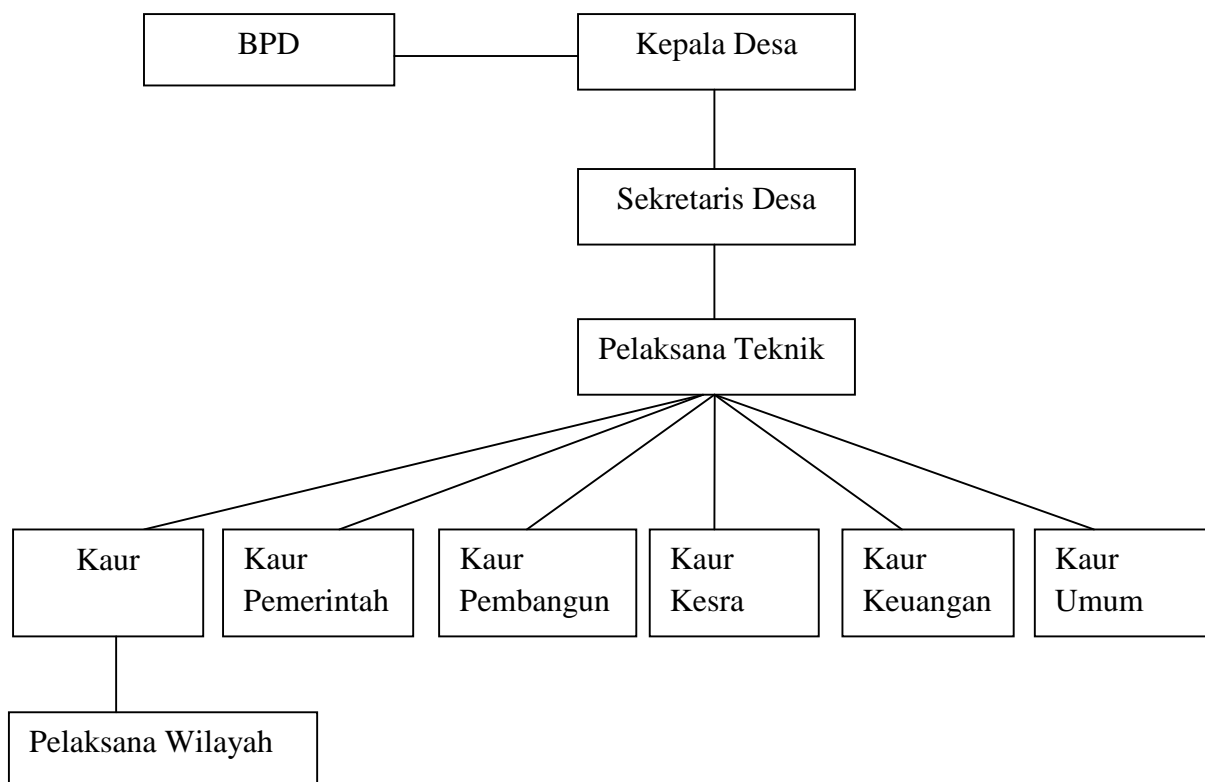 BPD
Kepala Desa
Sekretaris Desa
Pelaksana Teknik
Kaur
Kaur
Pemerintah
Kaur
Pembangun
Kaur
Kesra
Kaur
Keuangan
Kaur
Umum
Pelaksana Wilayah